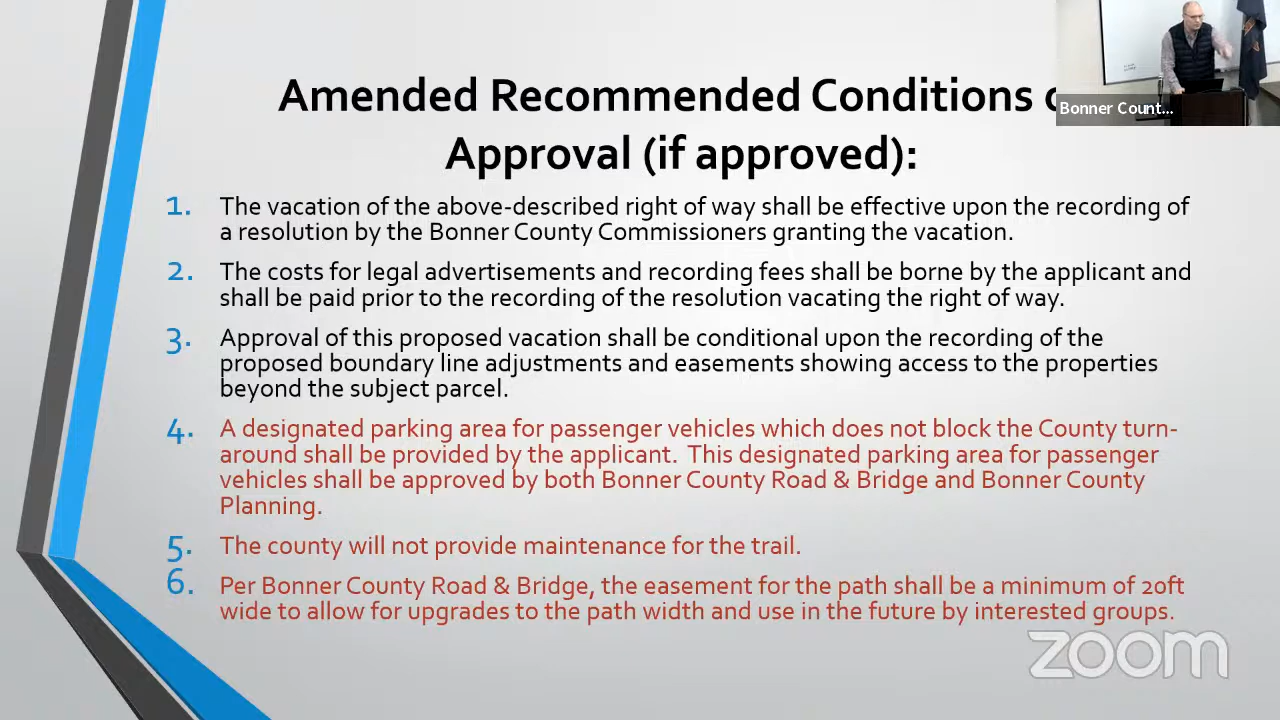 Amended Recommended Conditions
Approval (if approved):
Bonner Count...
1. The vacation of the above-described right of way shall be effective upon the recording of
a resolution by the Bonner County Commissioners granting the vacation.
2. The costs for legal advertisements and recording fees shall be borne by the applicant and
shall be paid prior to the recording of the resolution vacating the right of way.
3. Approval of this proposed vacation shall be conditional upon the recording of the
proposed boundary line adjustments and easements showing access to the properties
beyond the subject parcel.
4. A designated parking area for passenger vehicles which does not block the County turn-
around shall be provided by the applicant. This designated parking area for passenger
vehicles shall be approved by both Bonner County Road & Bridge and Bonner County
Planning.
5. The county will not provide maintenance for the trail.
6. Per Bonner County Road & Bridge, the easement for the path shall be a minimum of 20ft
wide to allow for upgrades to the path width and use in the future by interested groups.
zoom